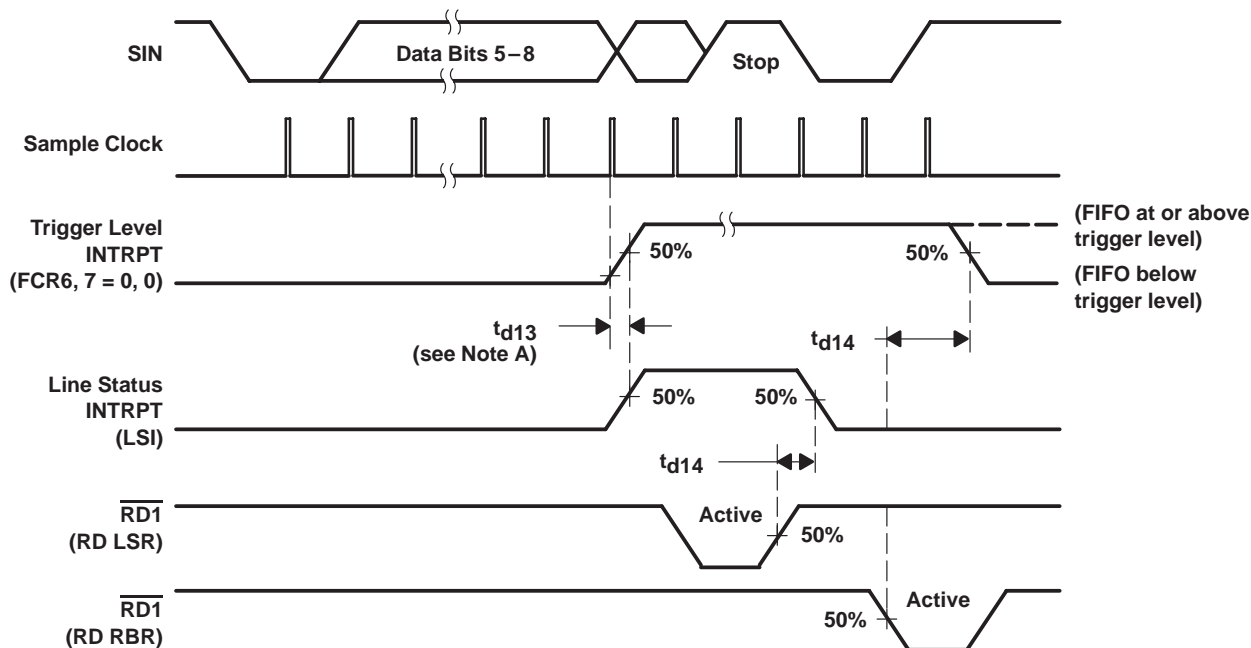 SIN
Data Bits 5–8
Stop
Sample Clock
Trigger Level
INTRPT
(FCR6, 7 = 0, 0)
50%
50%
(FIFO at or above
trigger level)
(FIFO below
trigger level)
td13
(see Note A)
td14
Line Status
INTRPT
(LSI)
50%
50%
td14
RD1
(RD LSR)
Active
50%
RD1
(RD RBR)
50%
Active